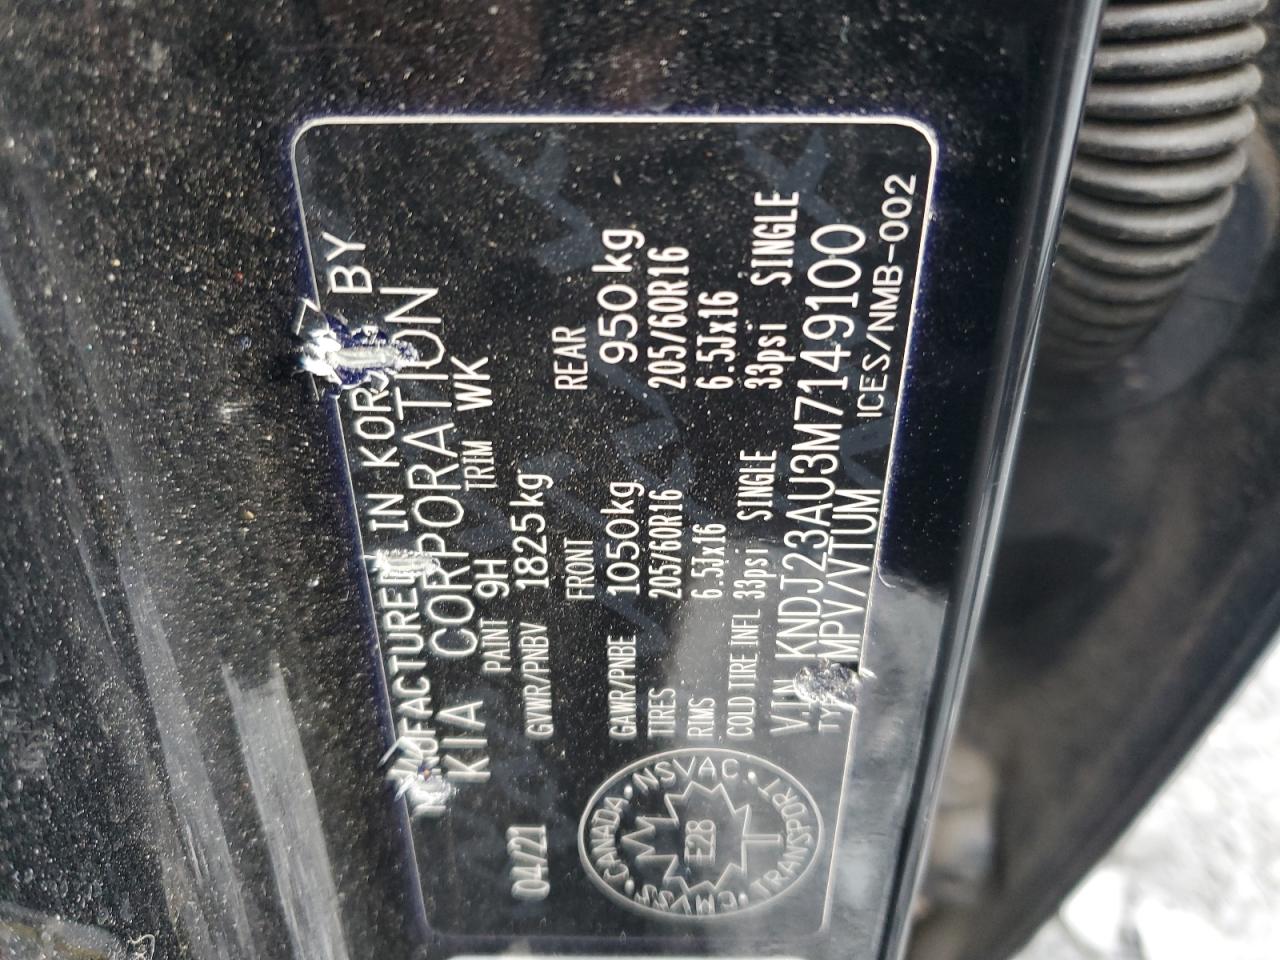 MANUFACTURED IN KOREA BY
KIA CORPORATION
04/21 PAINT 9H TRIM WK
GVWR/PNBV 1825kg
FRONT REAR
GAWR/PNBE 1050kg 950kg
TIRES 205/60R16 205/60R16
RIMS 6.5Jx16 6.5Jx16
COLD TIRE INFL 33psi SINGLE 33psi SINGLE
V.I.N KNDJ23AU3M7149100
TYPE MPV/VTUM ICES/NMB-002
CANADA · NSVAC · TRANSPORT · CMVSS
E28
T